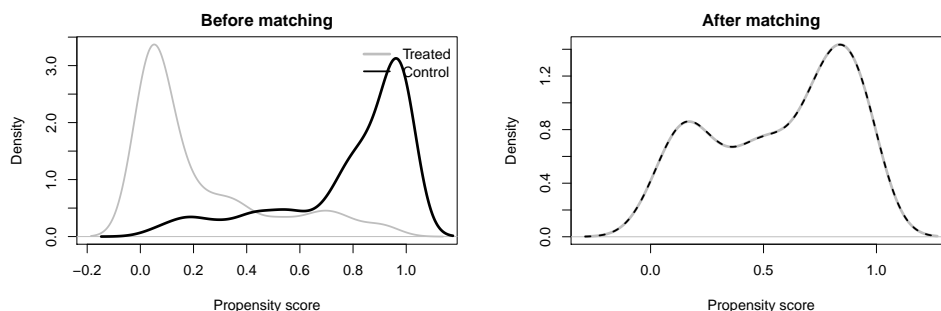 Before matching
Density
0.0 1.0 2.0 3.0
Treated
Control
−0.2 0.0 0.2 0.4 0.6 0.8 1.0
Propensity score
After matching
Density
0.0 0.4 0.8 1.2
0.0 0.5 1.0
Propensity score